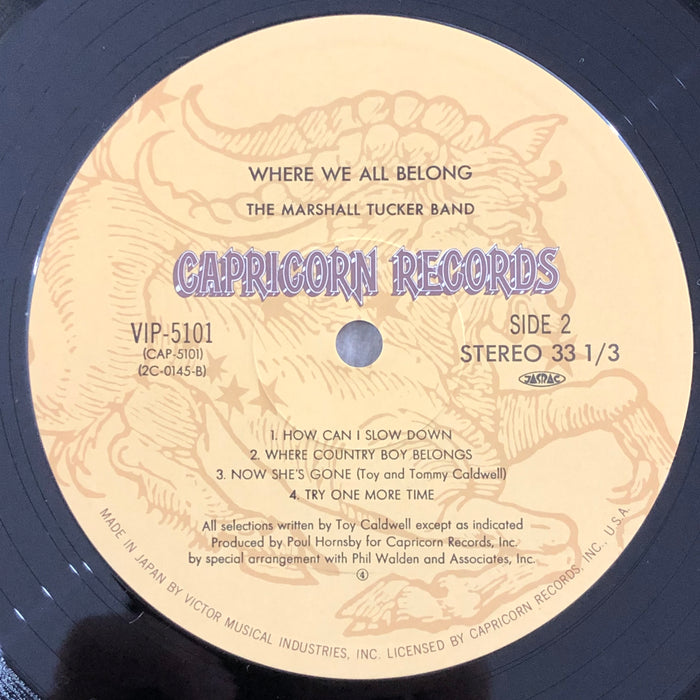 WHERE WE ALL BELONG
THE MARSHALL TUCKER BAND
CAPRICORN RECORDS
VIP-5101
(CAP-5101)
(2C-0145-B)
SIDE 2
STEREO 33 1/3
JASRAC
1. HOW CAN I SLOW DOWN
2. WHERE COUNTRY BOY BELONGS
3. NOW SHE'S GONE (Toy and Tommy Caldwell)
4. TRY ONE MORE TIME
All selections written by Toy Caldwell except as indicated
Produced by Poul Hornsby for Capricorn Records, Inc.
by special arrangement with Phil Walden and Associates, Inc.
④
MADE IN JAPAN BY VICTOR MUSICAL INDUSTRIES, INC. LICENSED BY CAPRICORN RECORDS, INC., U.S.A.